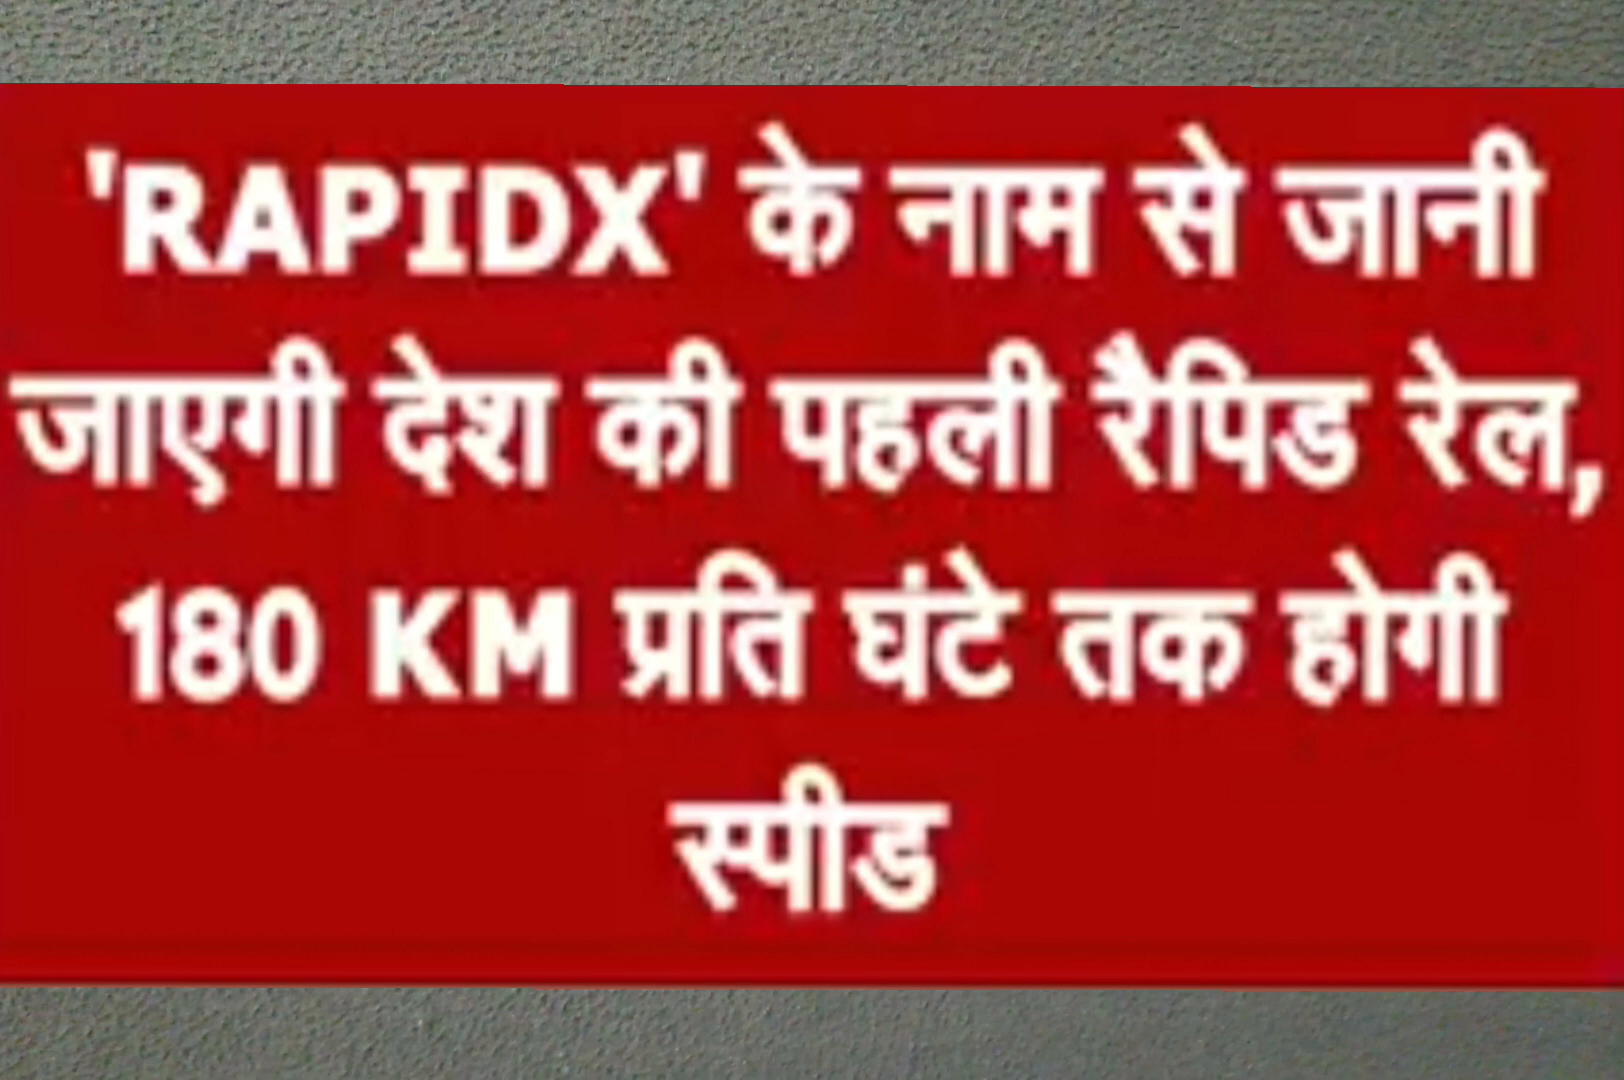 'RAPIDX' के नाम से जानी
जाएगी देश की पहली रैपिड रेल,
180 KM प्रति घंटे तक होगी
स्पीड